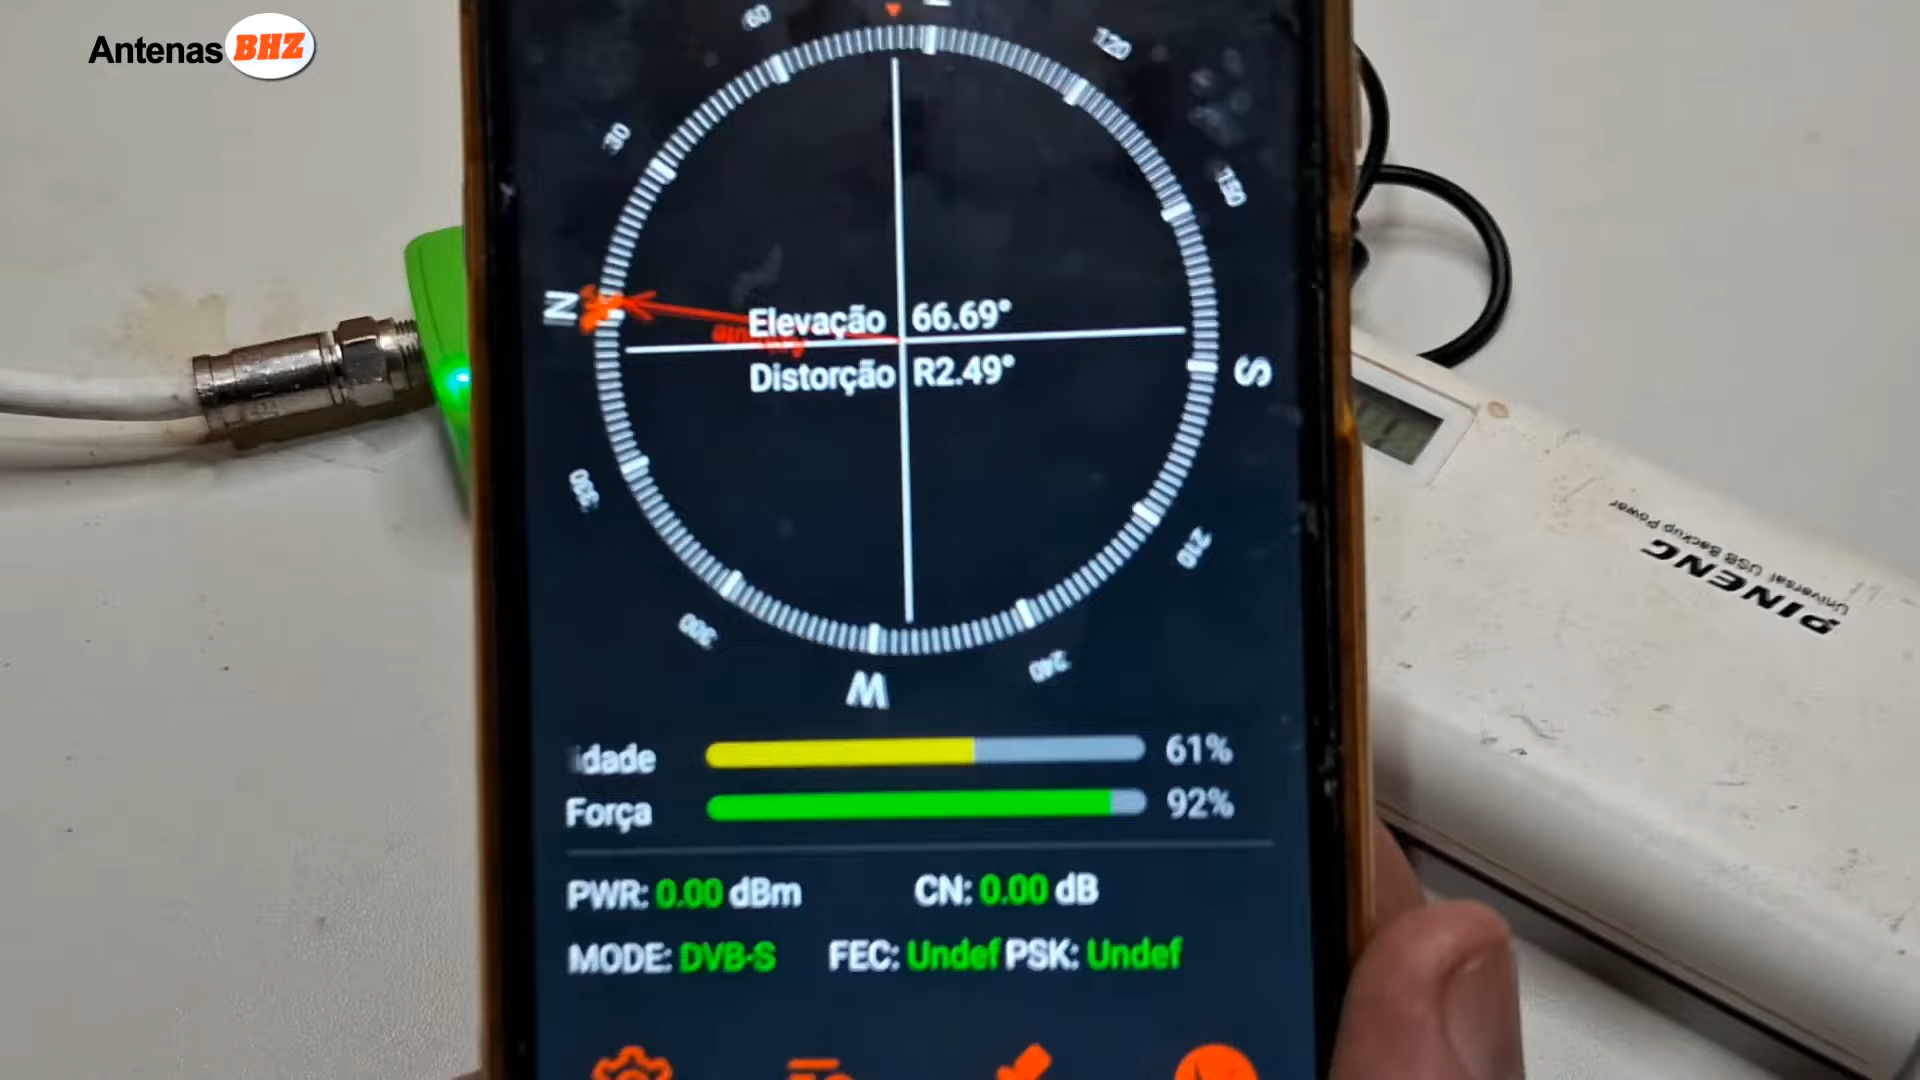 Antenas BHZ
60
120
30
150
N
Elevação 66.69°
Distorção R2.49°
S
330
210
300
240
W
idade 61%
Força 92%
PWR: 0.00 dBm CN: 0.00 dB
MODE: DVB-S FEC: Undef PSK: Undef
PINENG
Universal USB Backup Power